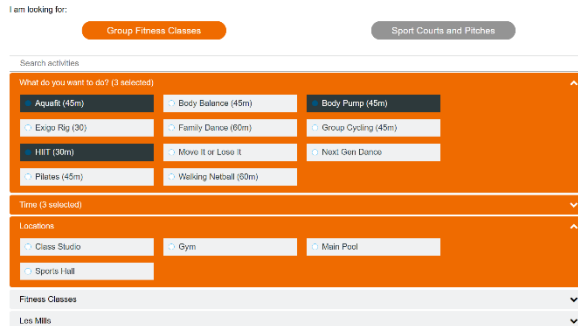 I am looking for:
Group Fitness Classes Sport Courts and Pitches
Search activities
What do you want to do? (3 selected)
Aquafit (45m) Body Balance (45m) Body Pump (45m)
Exigo Rig (30) Family Dance (60m) Group Cycling (45m)
HIIT (30m) Move It or Lose It Next Gen Dance
Pilates (45m) Walking Netball (60m)
Time (3 selected)
Locations
Class Studio Gym Main Pool
Sports Hall
Fitness Classes
Les Mills